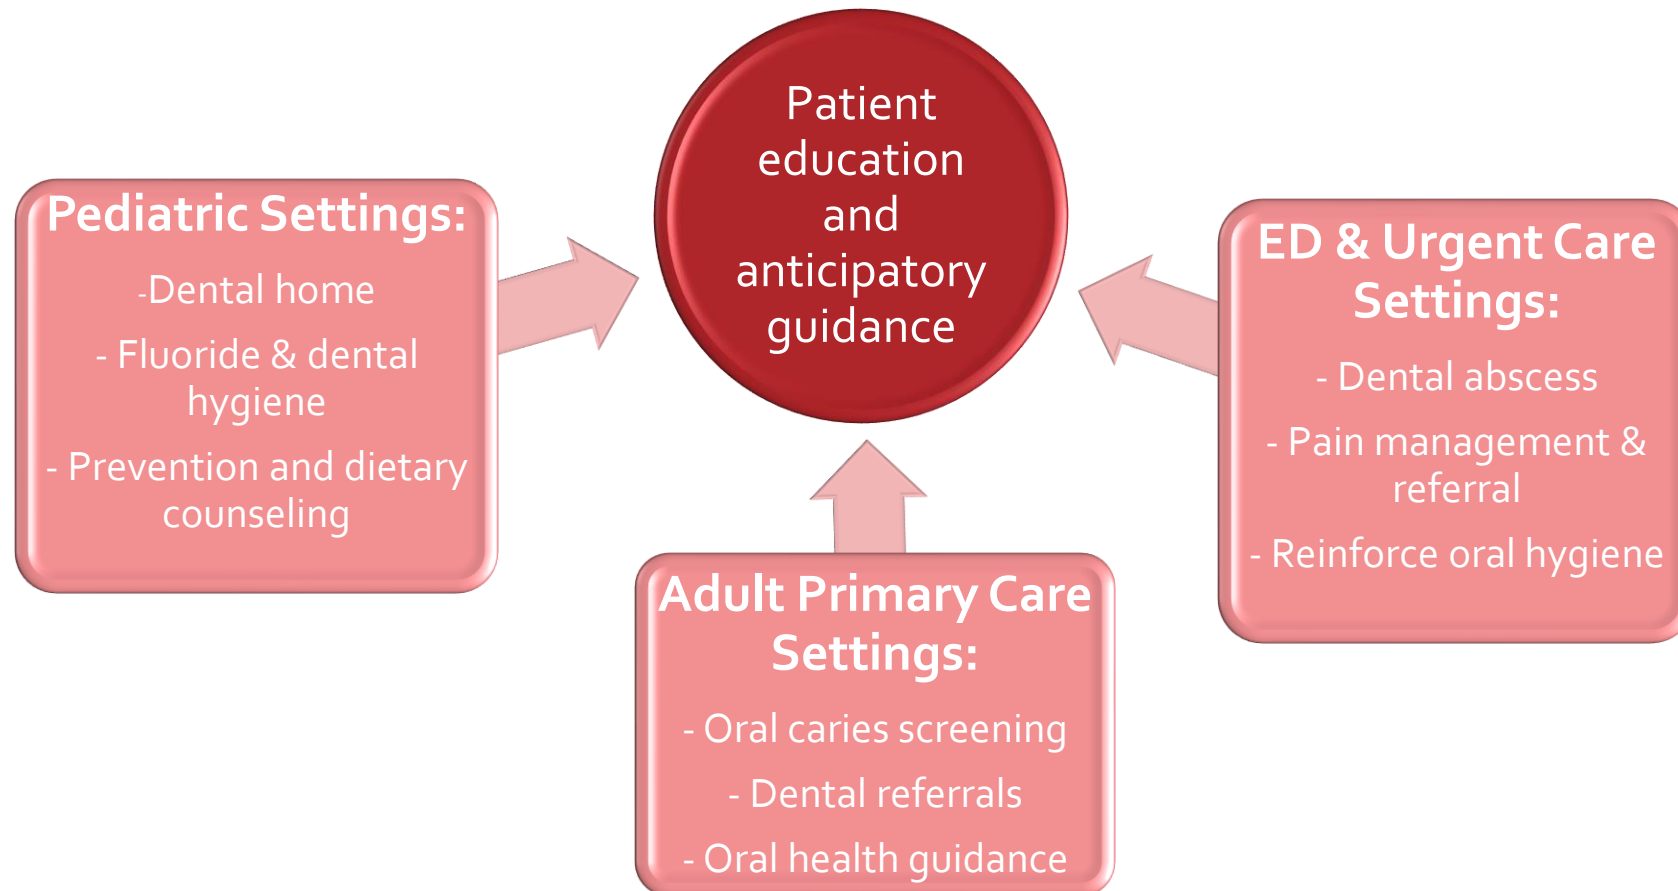 Patient
education
and
anticipatory
guidance
Pediatric Settings:
-Dental home
- Fluoride & dental
hygiene
- Prevention and dietary
counseling
Adult Primary Care
Settings:
- Oral caries screening
- Dental referrals
- Oral health guidance
ED & Urgent Care
Settings:
- Dental abscess
- Pain management &
referral
- Reinforce oral hygiene